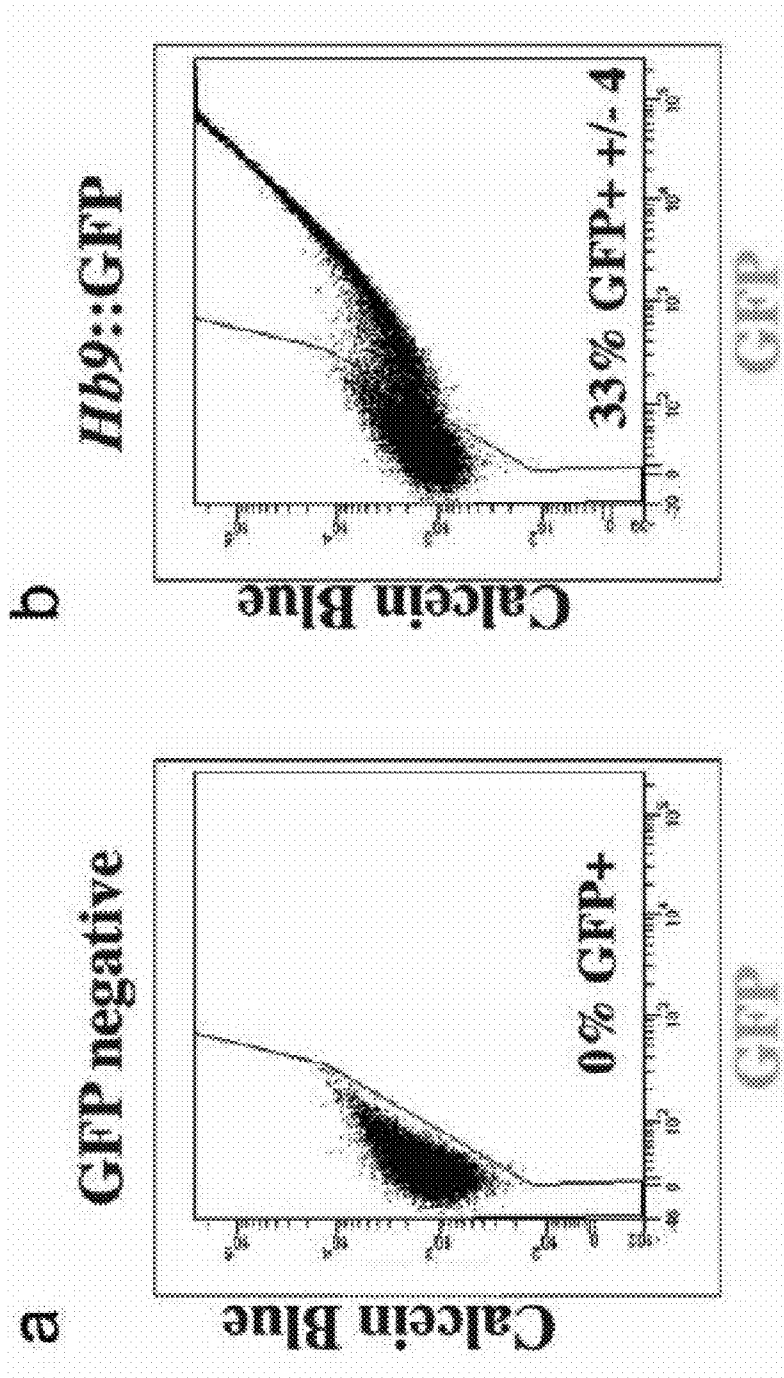 a
GFP negative
Calcein Blue
0% GFP+
GFP
b
Hb9::GFP
Calcein Blue
33% GFP+ +/- 4
GFP